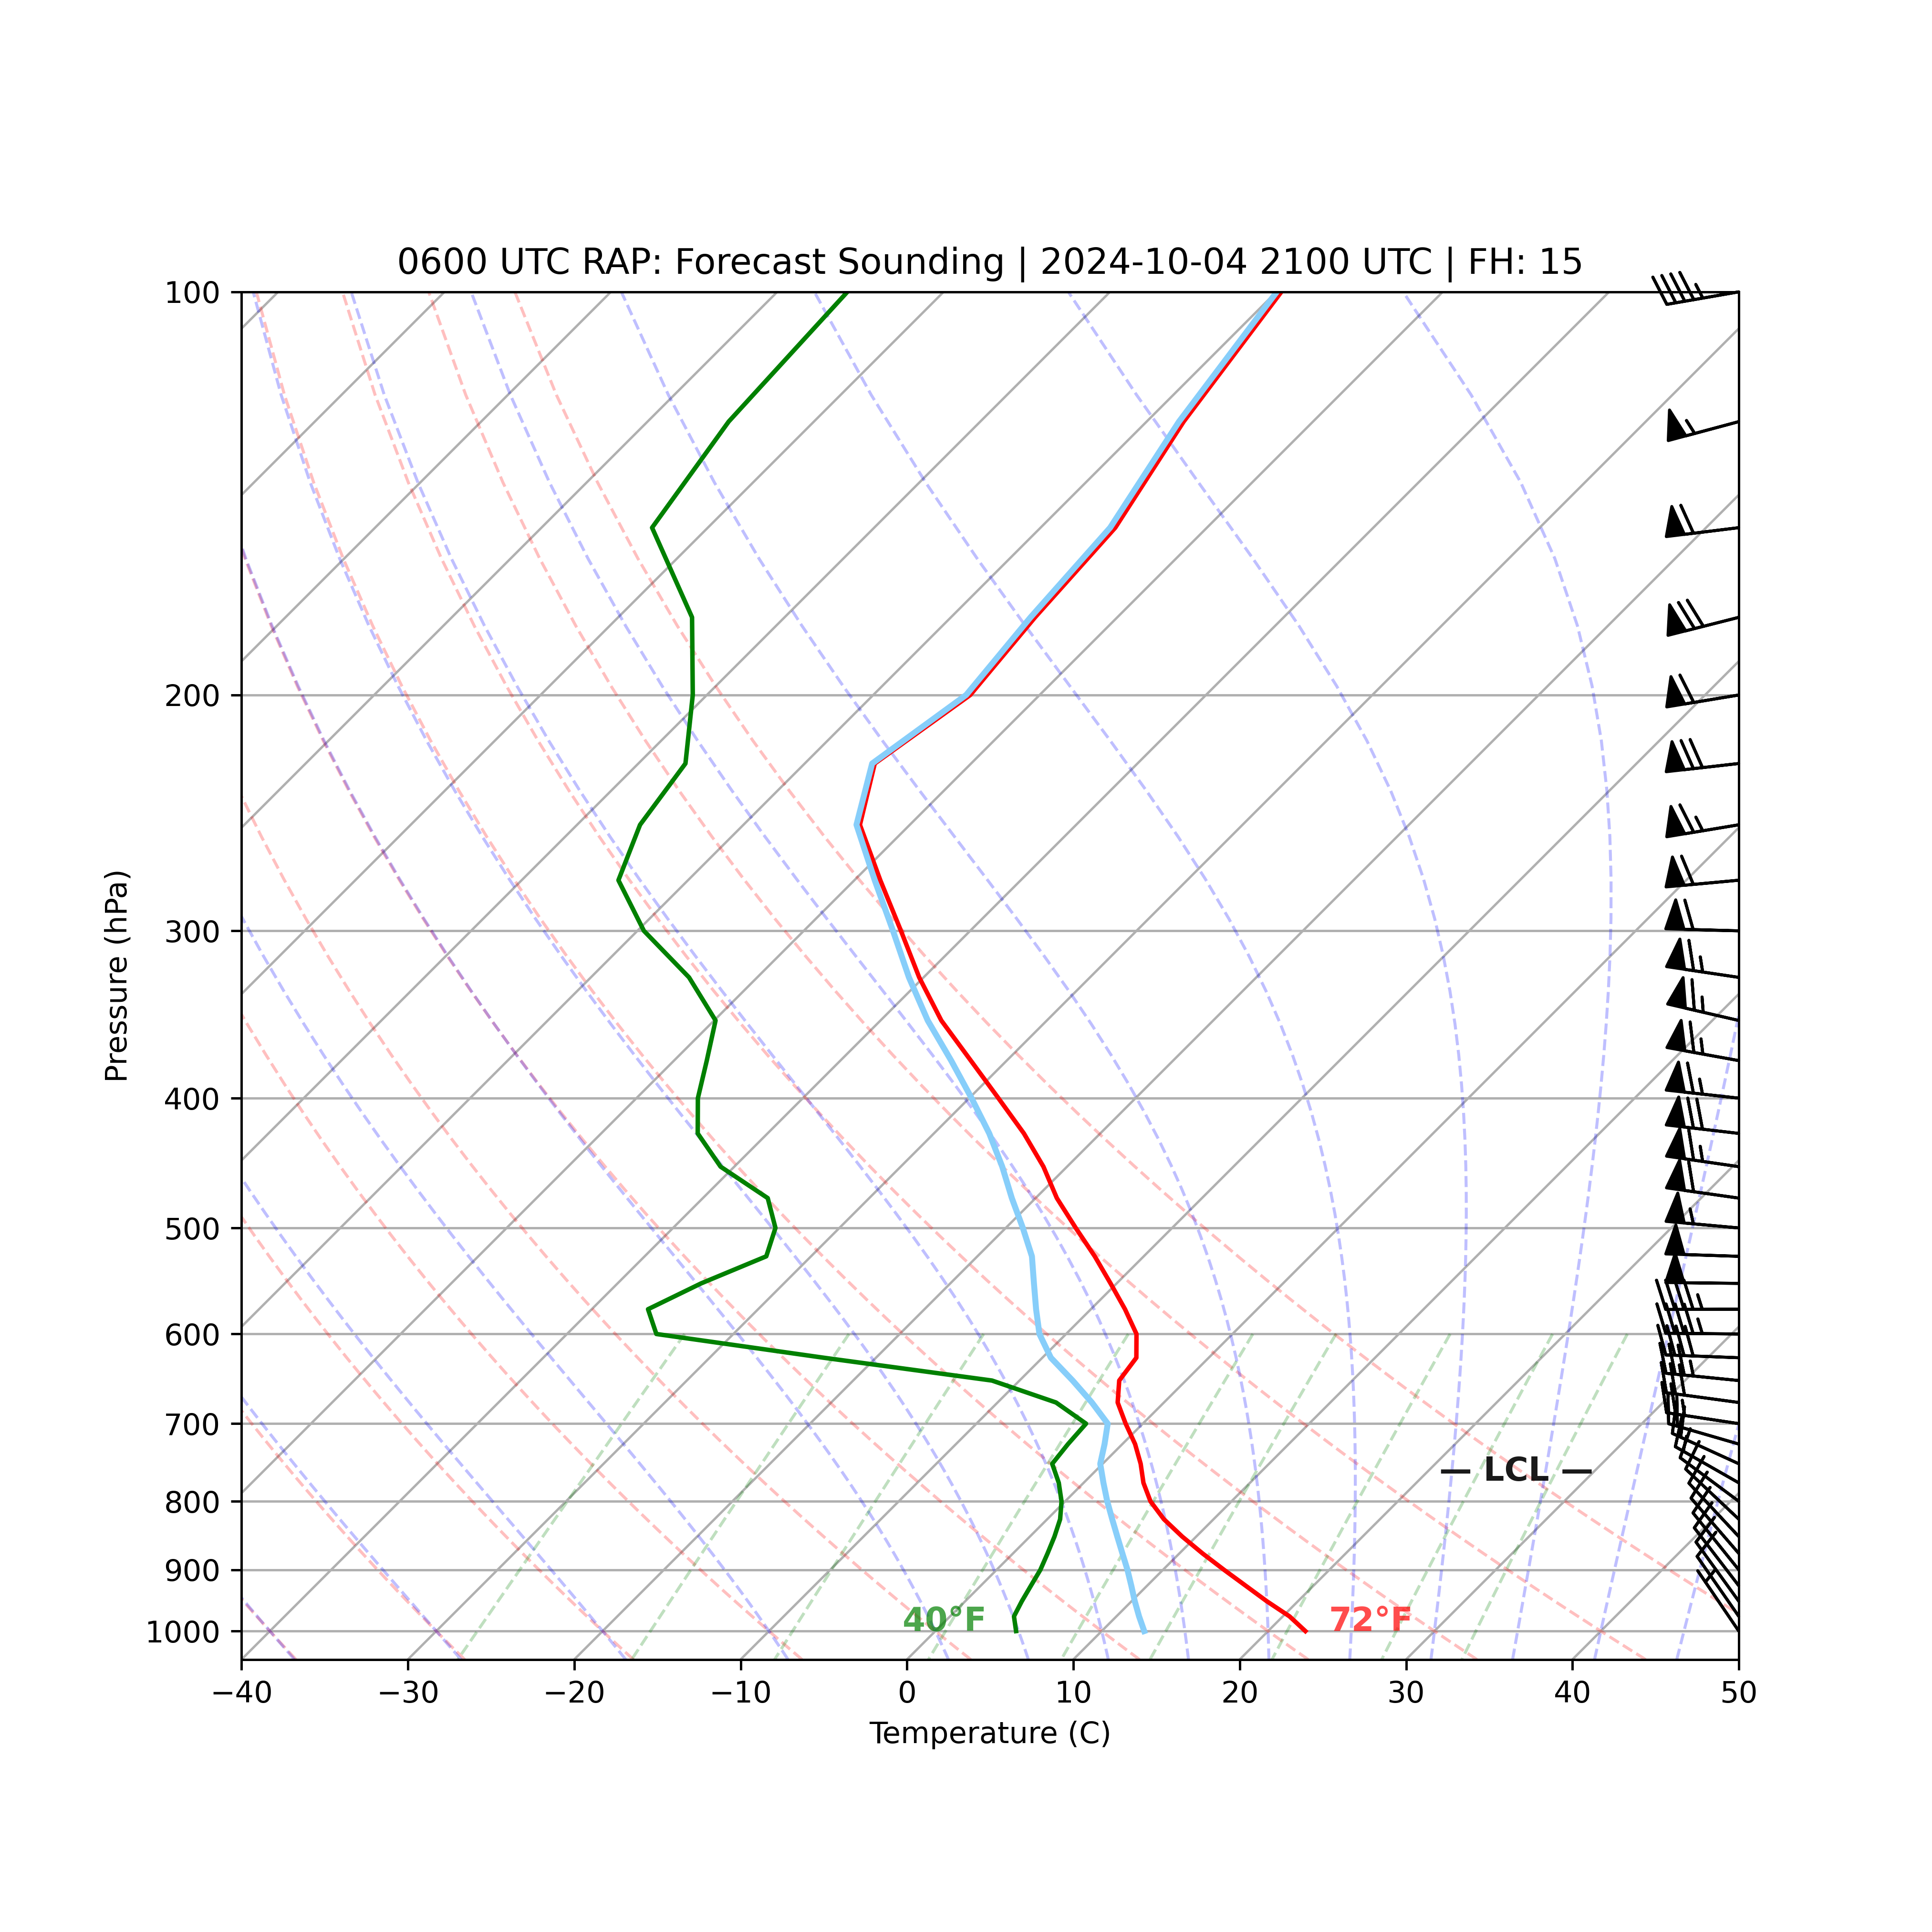 0600 UTC RAP: Forecast Sounding | 2024-10-04 2100 UTC | FH: 15
100
200
300
400
500
600
700
800
900
1000
Pressure (hPa)
— LCL —
40°F
72°F
−40 −30 −20 −10 0 10 20 30 40 50
Temperature (C)